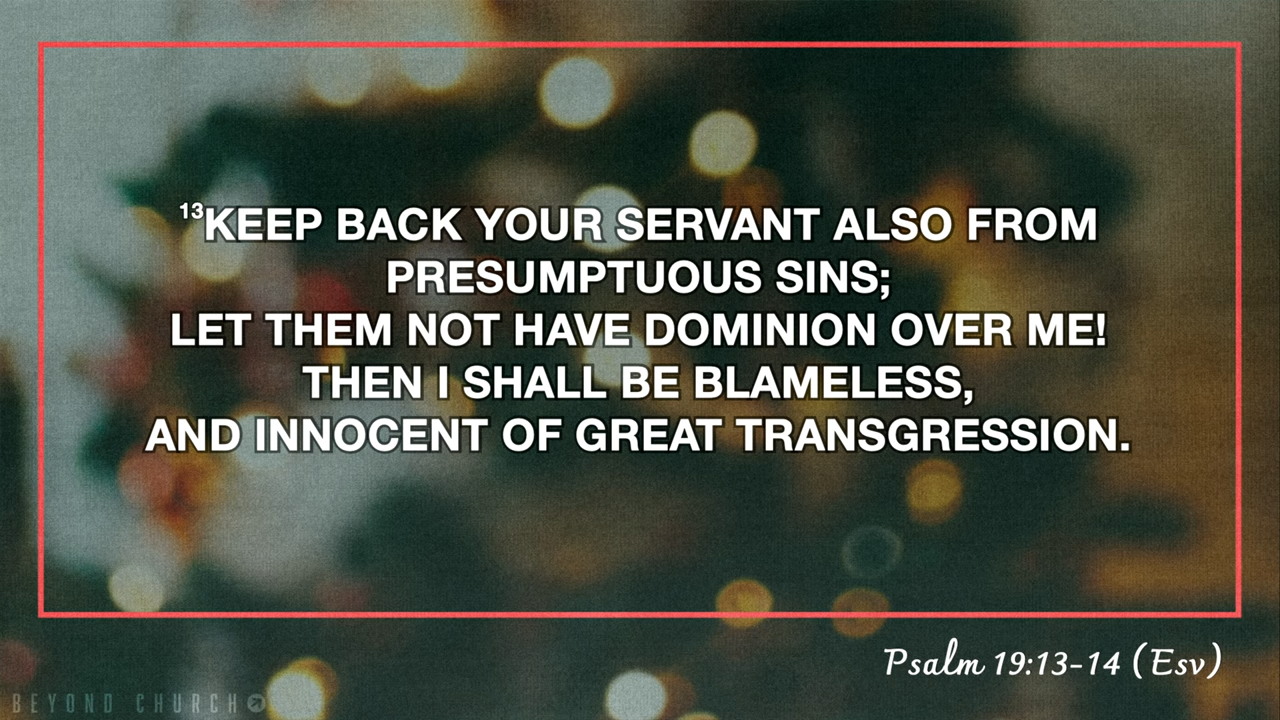 13KEEP BACK YOUR SERVANT ALSO FROM
PRESUMPTUOUS SINS;
LET THEM NOT HAVE DOMINION OVER ME!
THEN I SHALL BE BLAMELESS,
AND INNOCENT OF GREAT TRANSGRESSION.
Psalm 19:13-14 (Esv)
BEYOND CHURCH